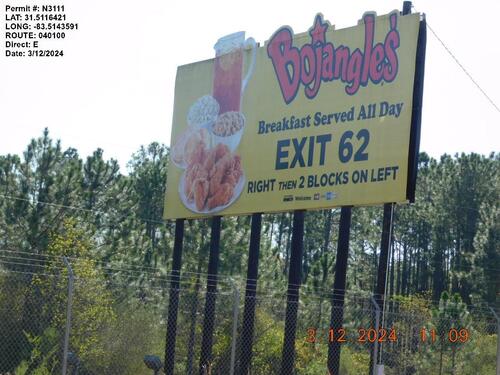 Permit #: N3111
LAT: 31.5116421
LONG: -83.5143591
ROUTE: 040100
Direct: E
Date: 3/12/2024
Bojangles'
Breakfast Served All Day
EXIT 62
RIGHT THEN 2 BLOCKS ON LEFT
Welcome
3 12 2024 11 09